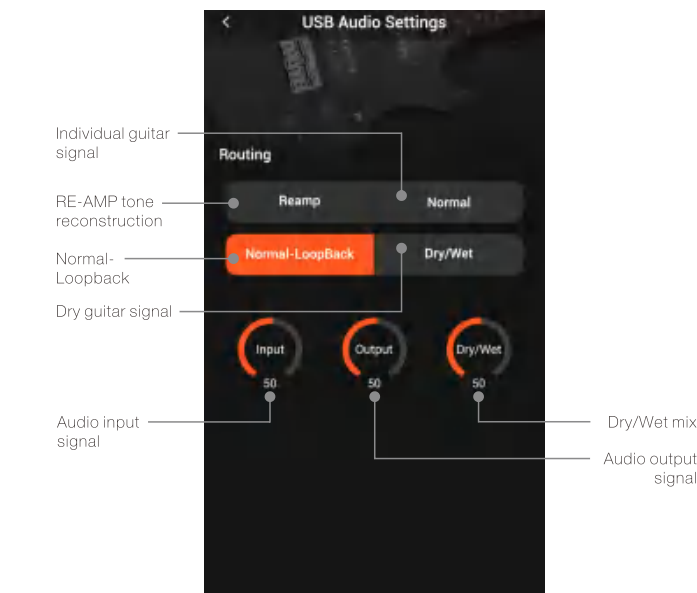 USB Audio Settings
Individual guitar
signal
Routing
RE-AMP tone
reconstruction
Reamp
Normal
Normal-
Loopback
Normal-LoopBack
Dry/Wet
Dry guitar signal
Input
Output
Dry/Wet
50
50
50
Audio input
signal
Dry/Wet mix
Audio output
signal